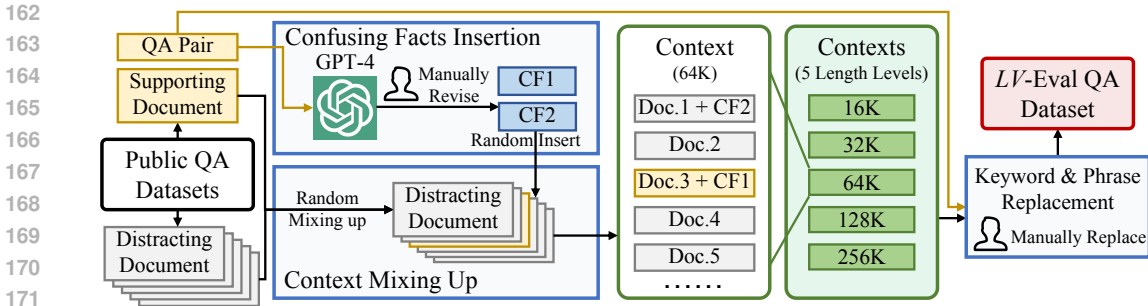 162
163
164
165
166
167
168
169
170
171
QA Pair
Supporting
Document
Public QA
Datasets
Distracting
Document
Confusing Facts Insertion
GPT-4
Manually
Revise
CF1
CF2
Random Insert
Random
Mixing up
Distracting
Document
Context Mixing Up
Context
(64K)
Doc.1 + CF2
Doc.2
Doc.3 + CF1
Doc.4
Doc.5
......
Contexts
(5 Length Levels)
16K
32K
64K
128K
256K
LV-Eval QA
Dataset
Keyword & Phrase
Replacement
Manually Replace